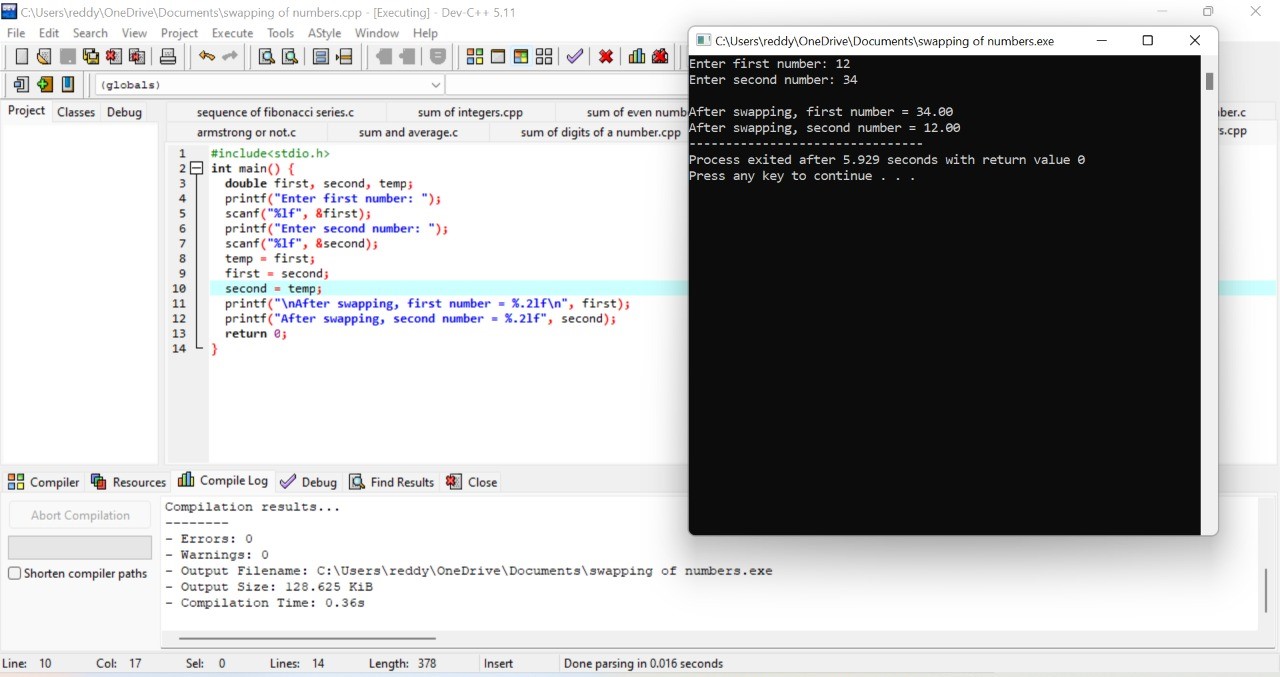 C:\Users\reddy\OneDrive\Documents\swapping of numbers.cpp - [Executing] - Dev-C++ 5.11
File Edit Search View Project Execute Tools AStyle Window Help
(globals)
Project Classes Debug
sequence of fibonacci series.c sum of integers.cpp sum of even numb ber.c
armstrong or not.c sum and average.c sum of digits of a number.cpp s.cpp
1 #include<stdio.h>
2 int main() {
3 double first, second, temp;
4 printf("Enter first number: ");
5 scanf("%lf", &first);
6 printf("Enter second number: ");
7 scanf("%lf", &second);
8 temp = first;
9 first = second;
10 second = temp;
11 printf("\nAfter swapping, first number = %.2lf\n", first);
12 printf("After swapping, second number = %.2lf", second);
13 return 0;
14 }
C:\Users\reddy\OneDrive\Documents\swapping of numbers.exe
Enter first number: 12
Enter second number: 34
After swapping, first number = 34.00
After swapping, second number = 12.00
--------------------------------
Process exited after 5.929 seconds with return value 0
Press any key to continue . . .
Compiler Resources Compile Log Debug Find Results Close
Abort Compilation
Shorten compiler paths
Compilation results...
--------
- Errors: 0
- Warnings: 0
- Output Filename: C:\Users\reddy\OneDrive\Documents\swapping of numbers.exe
- Output Size: 128.625 KiB
- Compilation Time: 0.36s
Line: 10 Col: 17 Sel: 0 Lines: 14 Length: 378 Insert Done parsing in 0.016 seconds